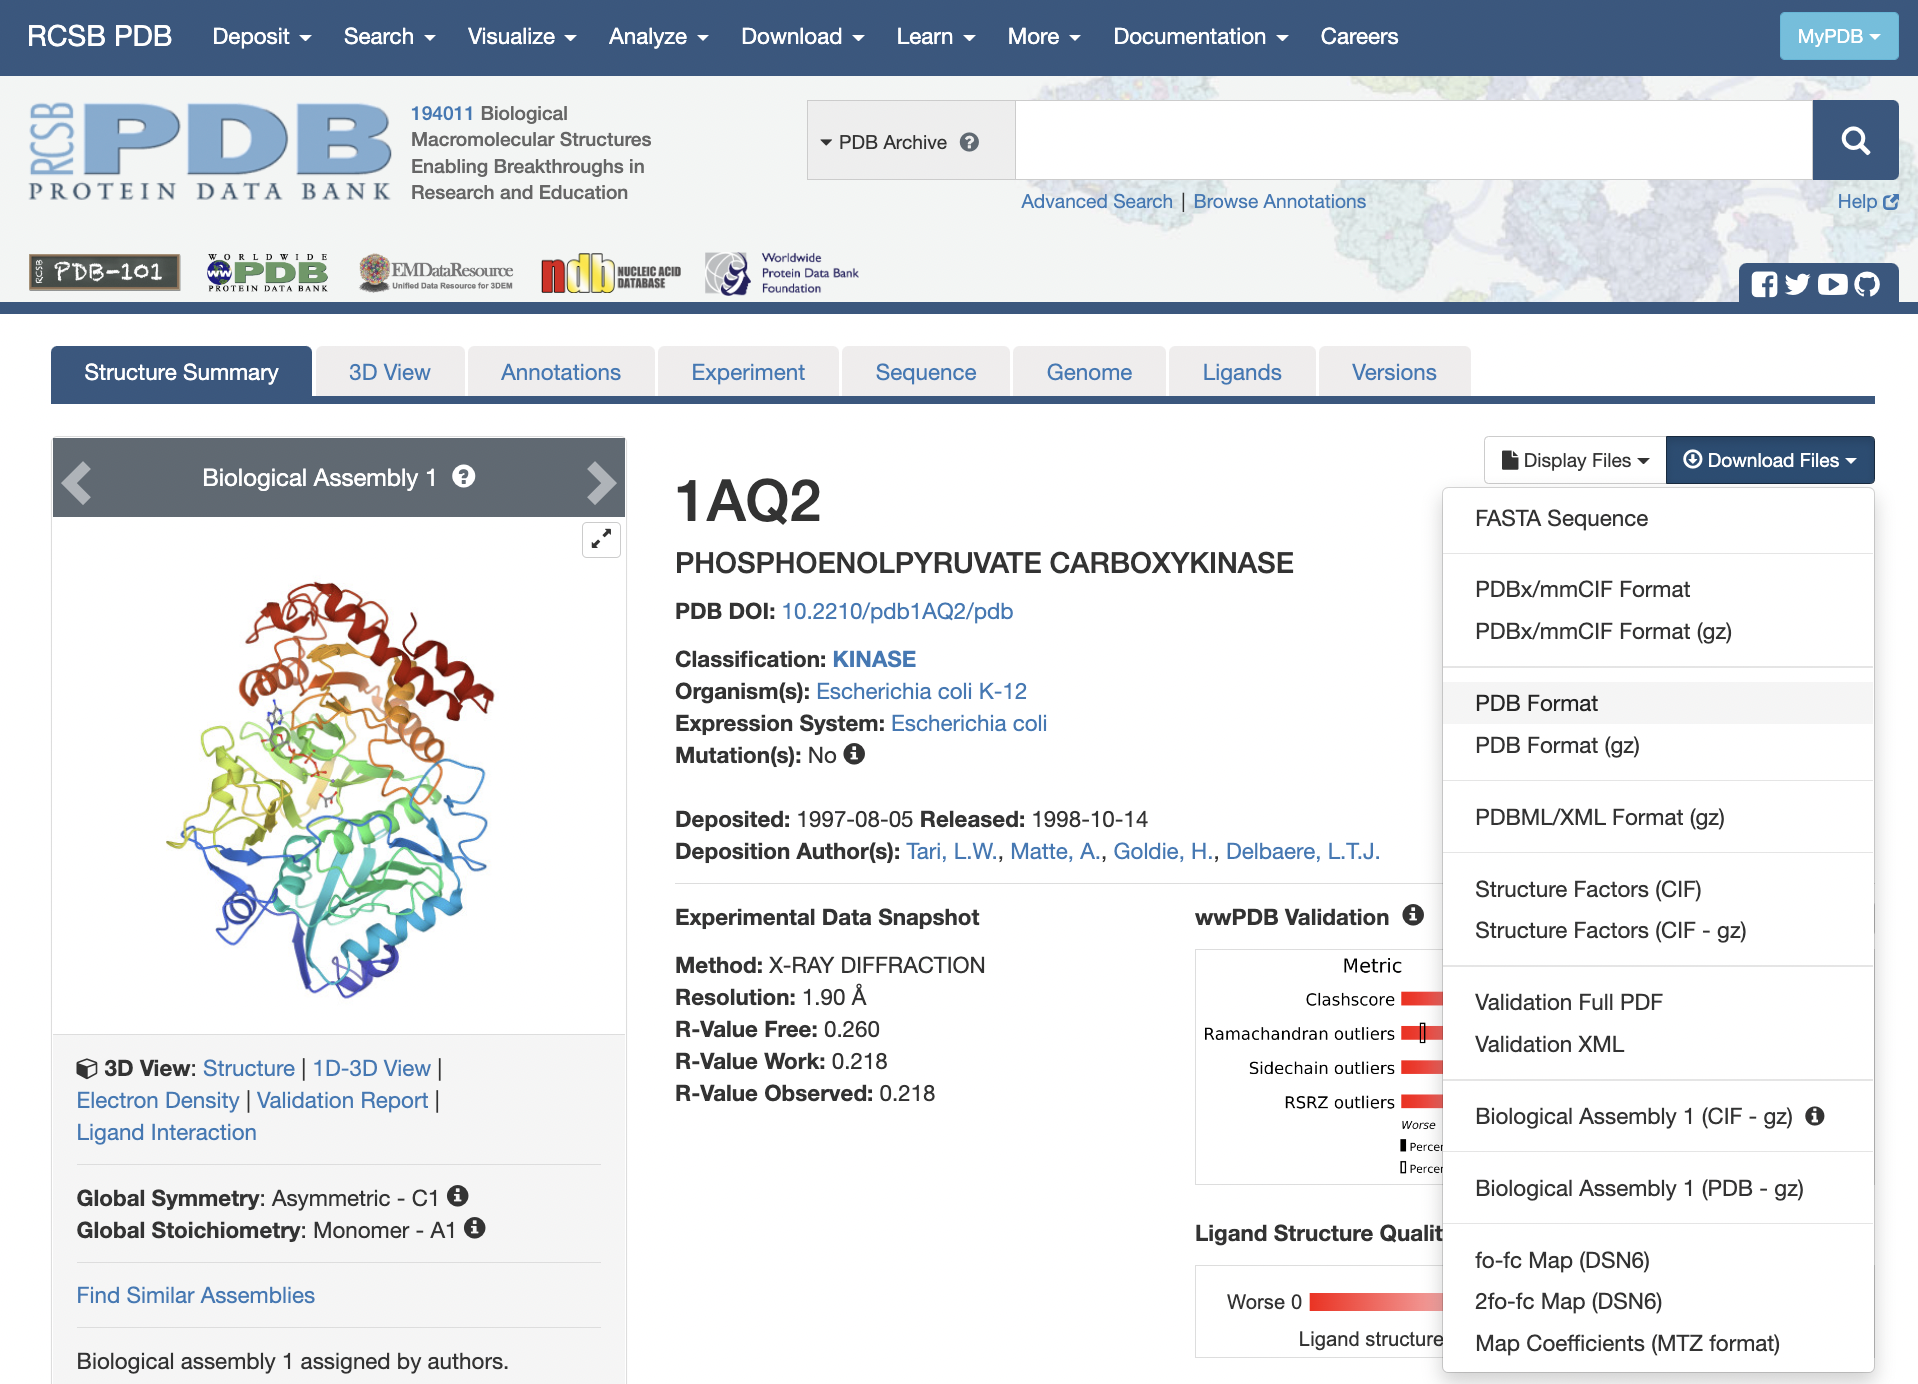 RCSB PDB Deposit Search Visualize Analyze Download Learn More Documentation Careers MyPDB
RCSB PDB
PROTEIN DATA BANK
194011 Biological
Macromolecular Structures
Enabling Breakthroughs in
Research and Education
PDB Archive ?
Advanced Search | Browse Annotations
Help
RCSB PDB-101
WORLDWIDE
PDB
PROTEIN DATA BANK
EMDataResource
Unified Data Resource for 3DEM
ndb NUCLEIC ACID
DATABASE
Worldwide
Protein Data Bank
Foundation
Structure Summary 3D View Annotations Experiment Sequence Genome Ligands Versions
Biological Assembly 1 ?
3D View: Structure | 1D-3D View |
Electron Density | Validation Report |
Ligand Interaction
Global Symmetry: Asymmetric - C1
Global Stoichiometry: Monomer - A1
Find Similar Assemblies
Biological assembly 1 assigned by authors.
Display Files Download Files
1AQ2
PHOSPHOENOLPYRUVATE CARBOXYKINASE
PDB DOI: 10.2210/pdb1AQ2/pdb
Classification: KINASE
Organism(s): Escherichia coli K-12
Expression System: Escherichia coli
Mutation(s): No
Deposited: 1997-08-05 Released: 1998-10-14
Deposition Author(s): Tari, L.W., Matte, A., Goldie, H., Delbaere, L.T.J.
Experimental Data Snapshot
Method: X-RAY DIFFRACTION
Resolution: 1.90 Å
R-Value Free: 0.260
R-Value Work: 0.218
R-Value Observed: 0.218
wwPDB Validation
Metric
Clashscore
Ramachandran outliers
Sidechain outliers
RSRZ outliers
Worse
Percen
Percen
Ligand Structure Qualit
Worse 0
Ligand structure
FASTA Sequence
PDBx/mmCIF Format
PDBx/mmCIF Format (gz)
PDB Format
PDB Format (gz)
PDBML/XML Format (gz)
Structure Factors (CIF)
Structure Factors (CIF - gz)
Validation Full PDF
Validation XML
Biological Assembly 1 (CIF - gz)
Biological Assembly 1 (PDB - gz)
fo-fc Map (DSN6)
2fo-fc Map (DSN6)
Map Coefficients (MTZ format)